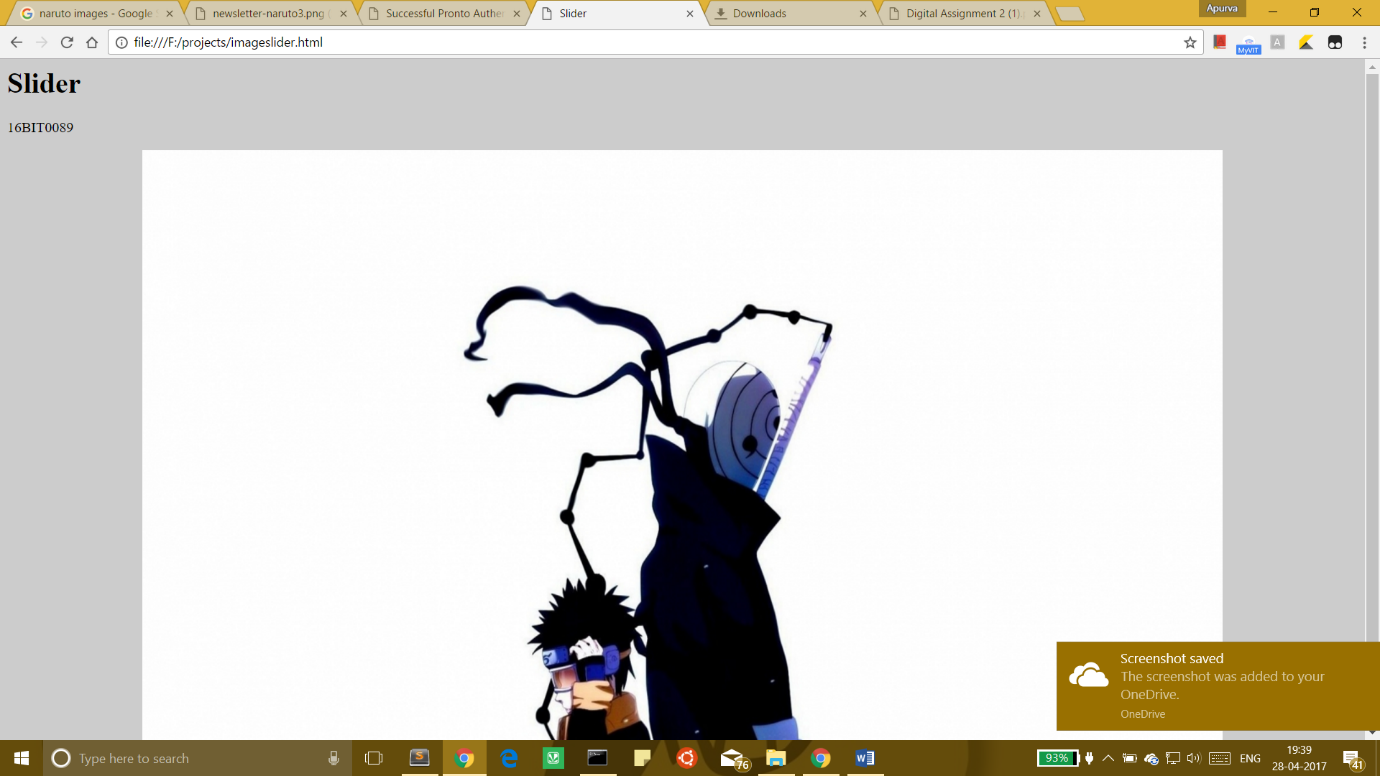 naruto images - Google S
newsletter-naruto3.png (
Successful Pronto Authen
Slider
Downloads
Digital Assignment 2 (1).
Apurva
file:///F:/projects/imageslider.html
MyVIT
Slider
16BIT0089
Screenshot saved
The screenshot was added to your
OneDrive.
OneDrive
Type here to search
76
93%
ENG
19:39
28-04-2017
41